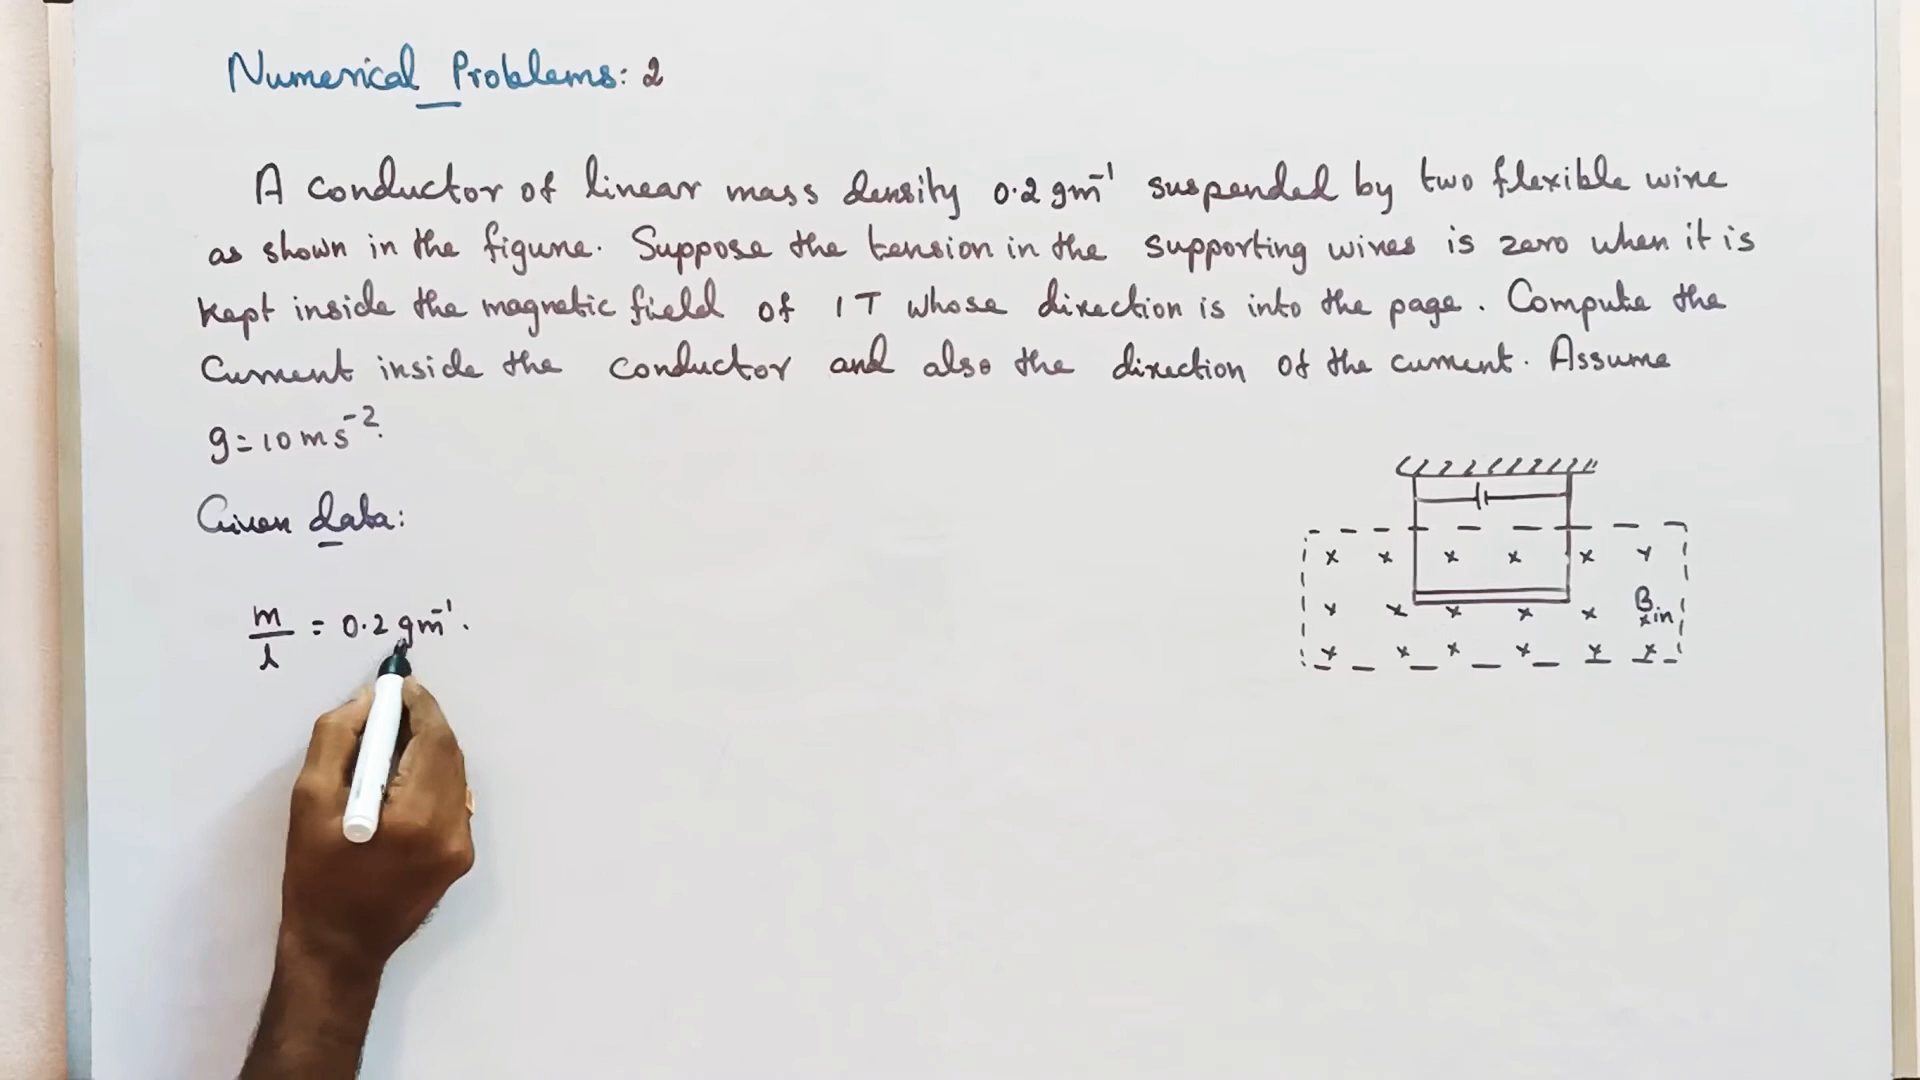 Numerical Problems: 2
A conductor of linear mass density 0.2 gm⁻¹ suspended by two flexible wire
as shown in the figure. Suppose the tension in the supporting wires is zero when it is
kept inside the magnetic field of 1T whose direction is into the page. Compute the
current inside the conductor and also the direction of the current. Assume
g = 10 ms⁻².
Given data:
m/l = 0.2 gm⁻¹.
Bin